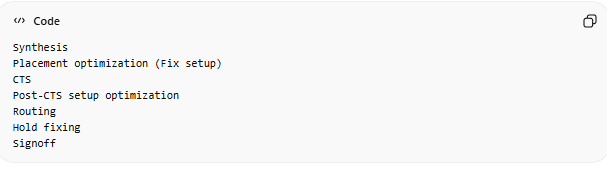 Code
Synthesis
Placement optimization (Fix setup)
CTS
Post-CTS setup optimization
Routing
Hold fixing
Signoff